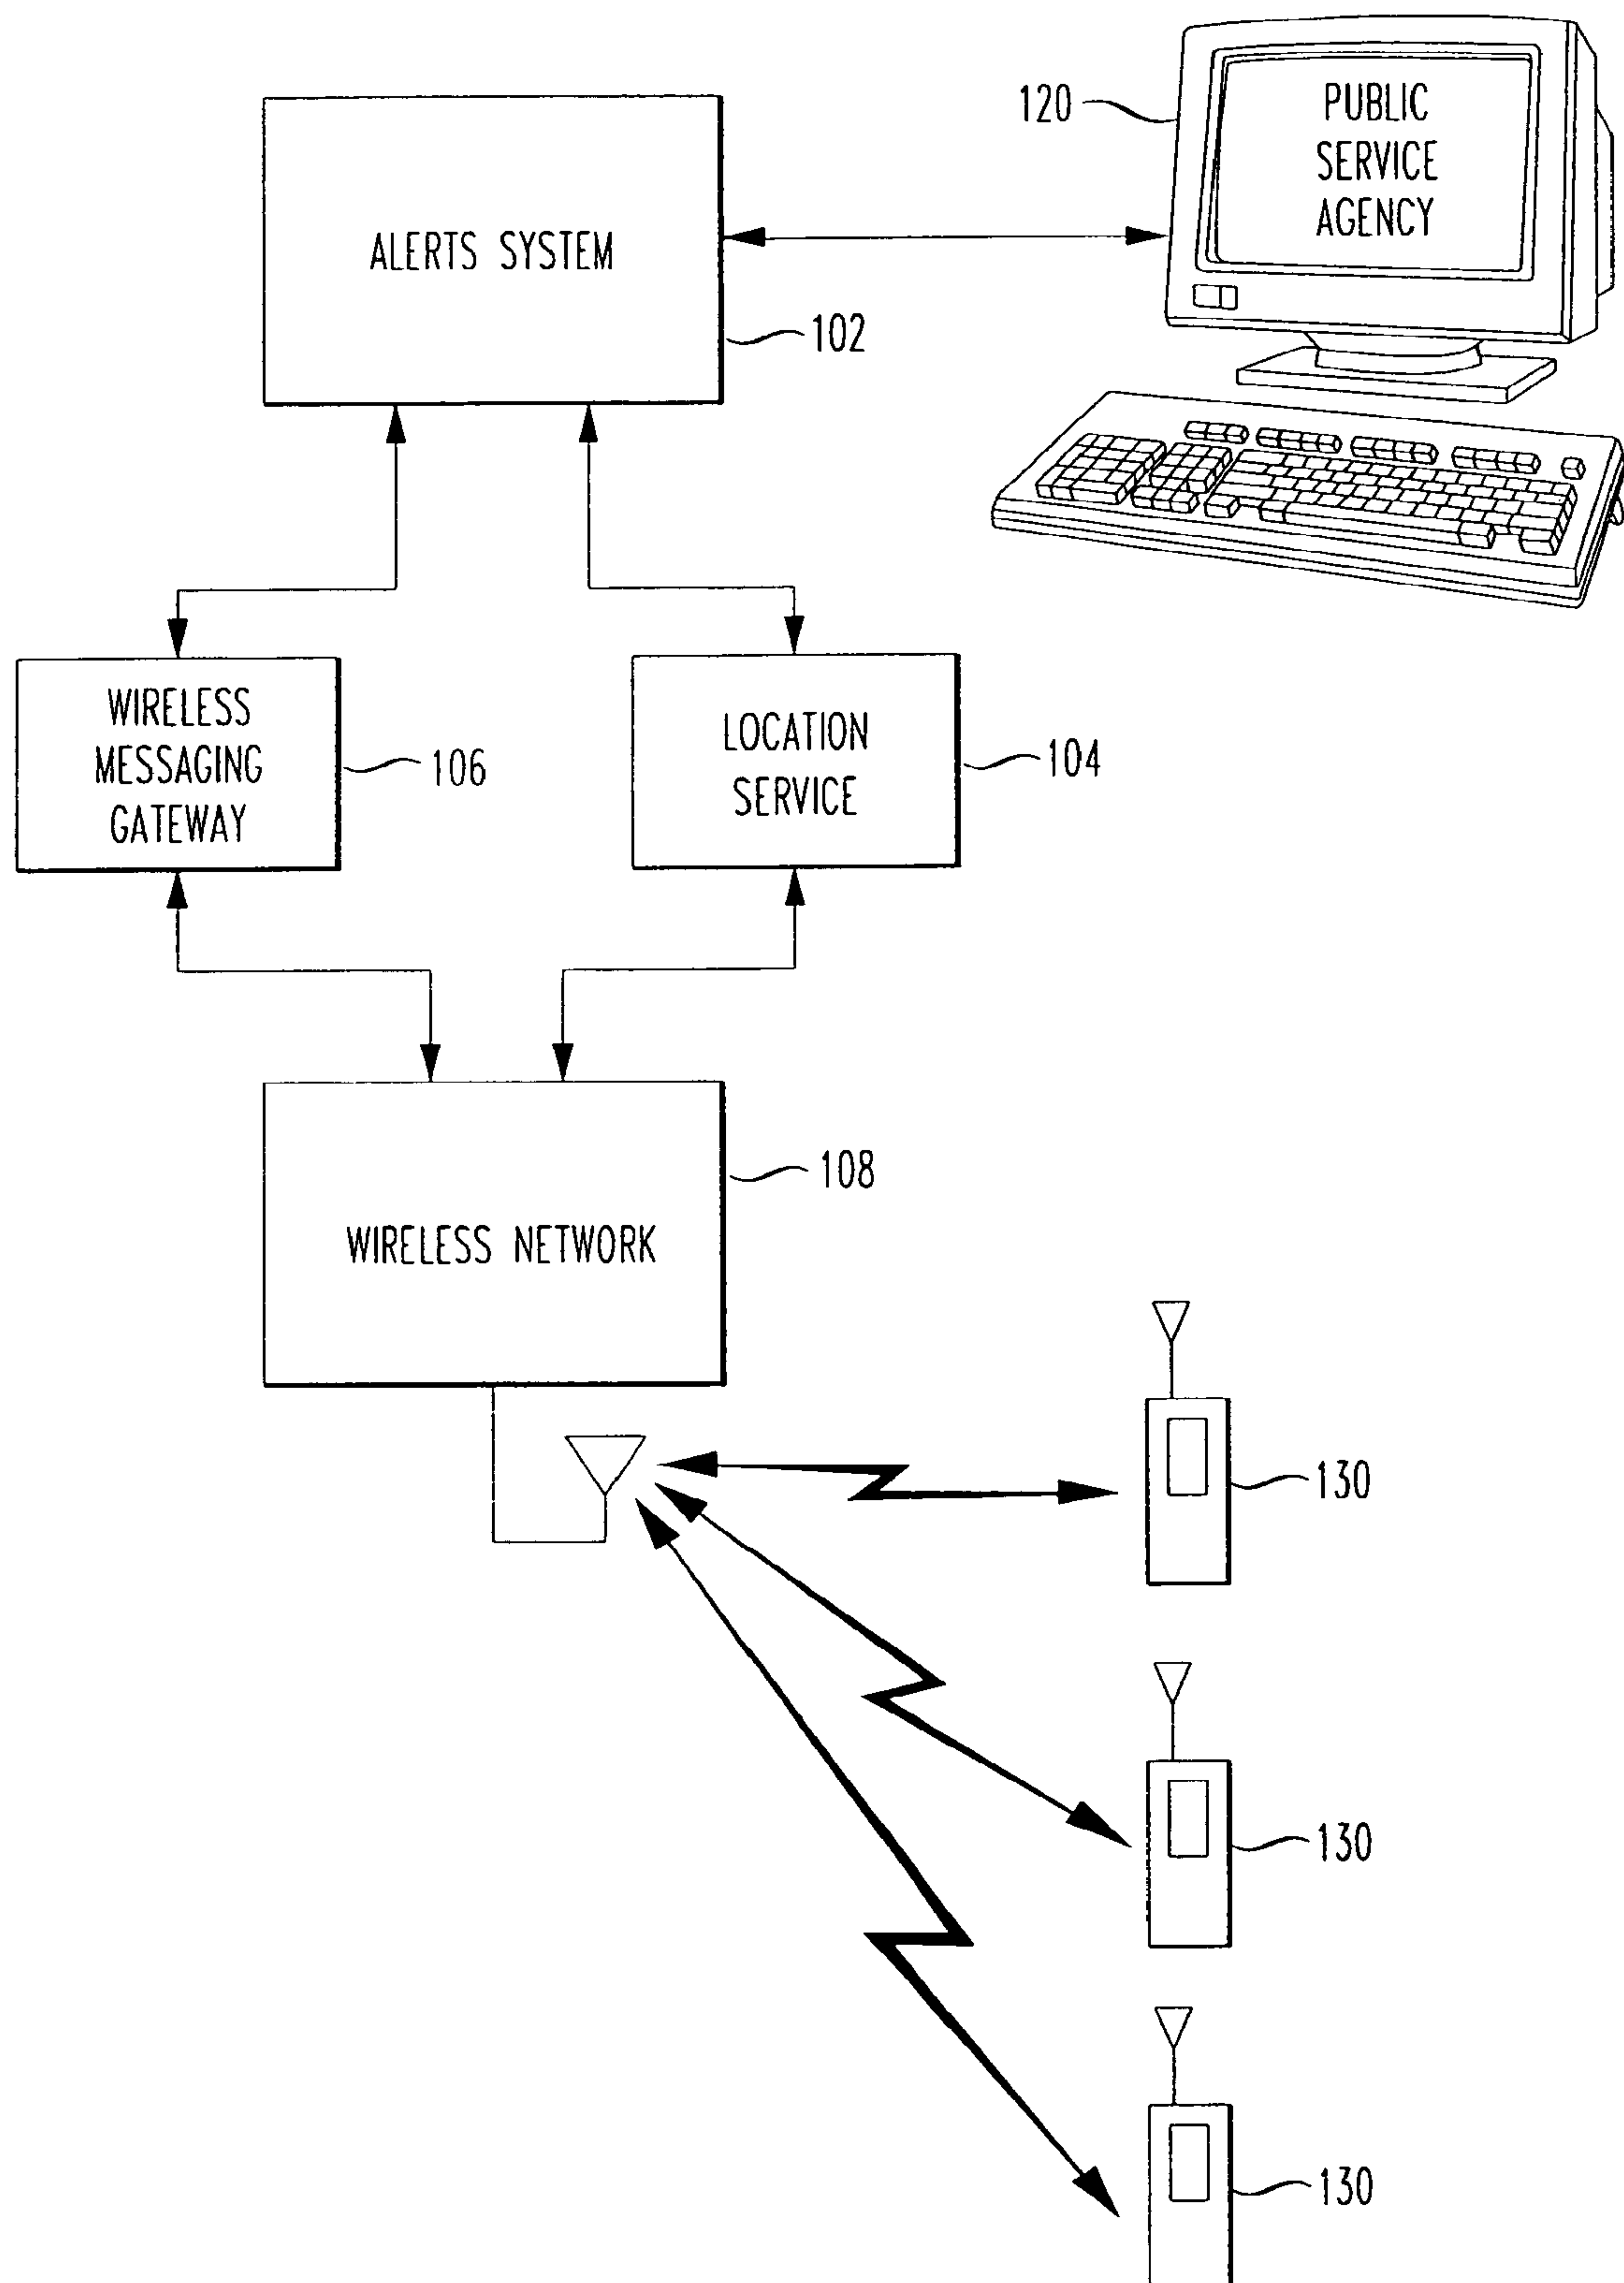 120
PUBLIC
SERVICE
AGENCY
ALERTS SYSTEM
102
WIRELESS
MESSAGING
GATEWAY
106
LOCATION
SERVICE
104
108
WIRELESS NETWORK
130
130
130